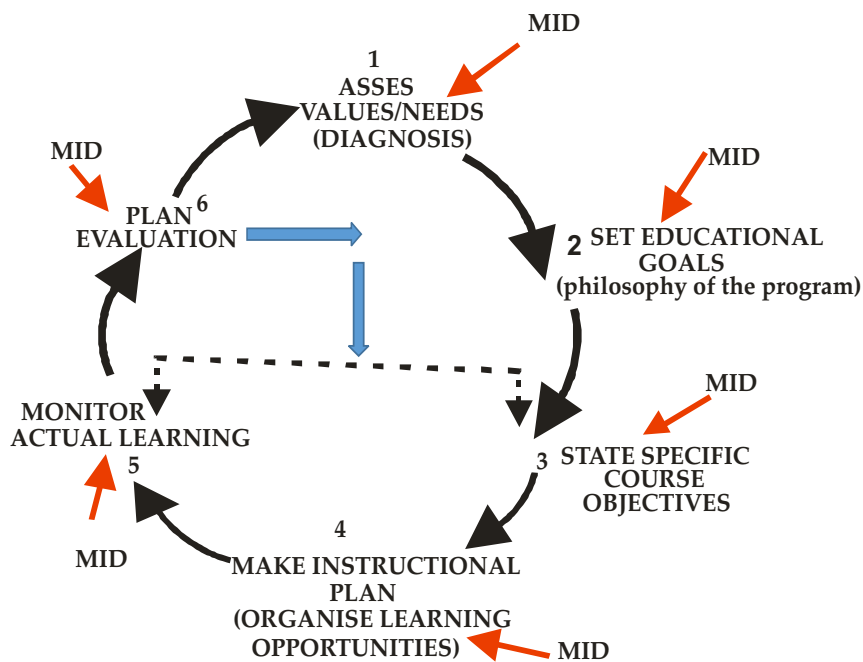 MID
1
ASSES
VALUES/NEEDS
(DIAGNOSIS)
MID
2 SET EDUCATIONAL
GOALS
(philosophy of the program)
MID
3 STATE SPECIFIC
COURSE
OBJECTIVES
4
MAKE INSTRUCTIONAL
PLAN
(ORGANISE LEARNING
OPPORTUNITIES)
MID
MONITOR
ACTUAL LEARNING
5
MID
MID
PLAN 6
EVALUATION